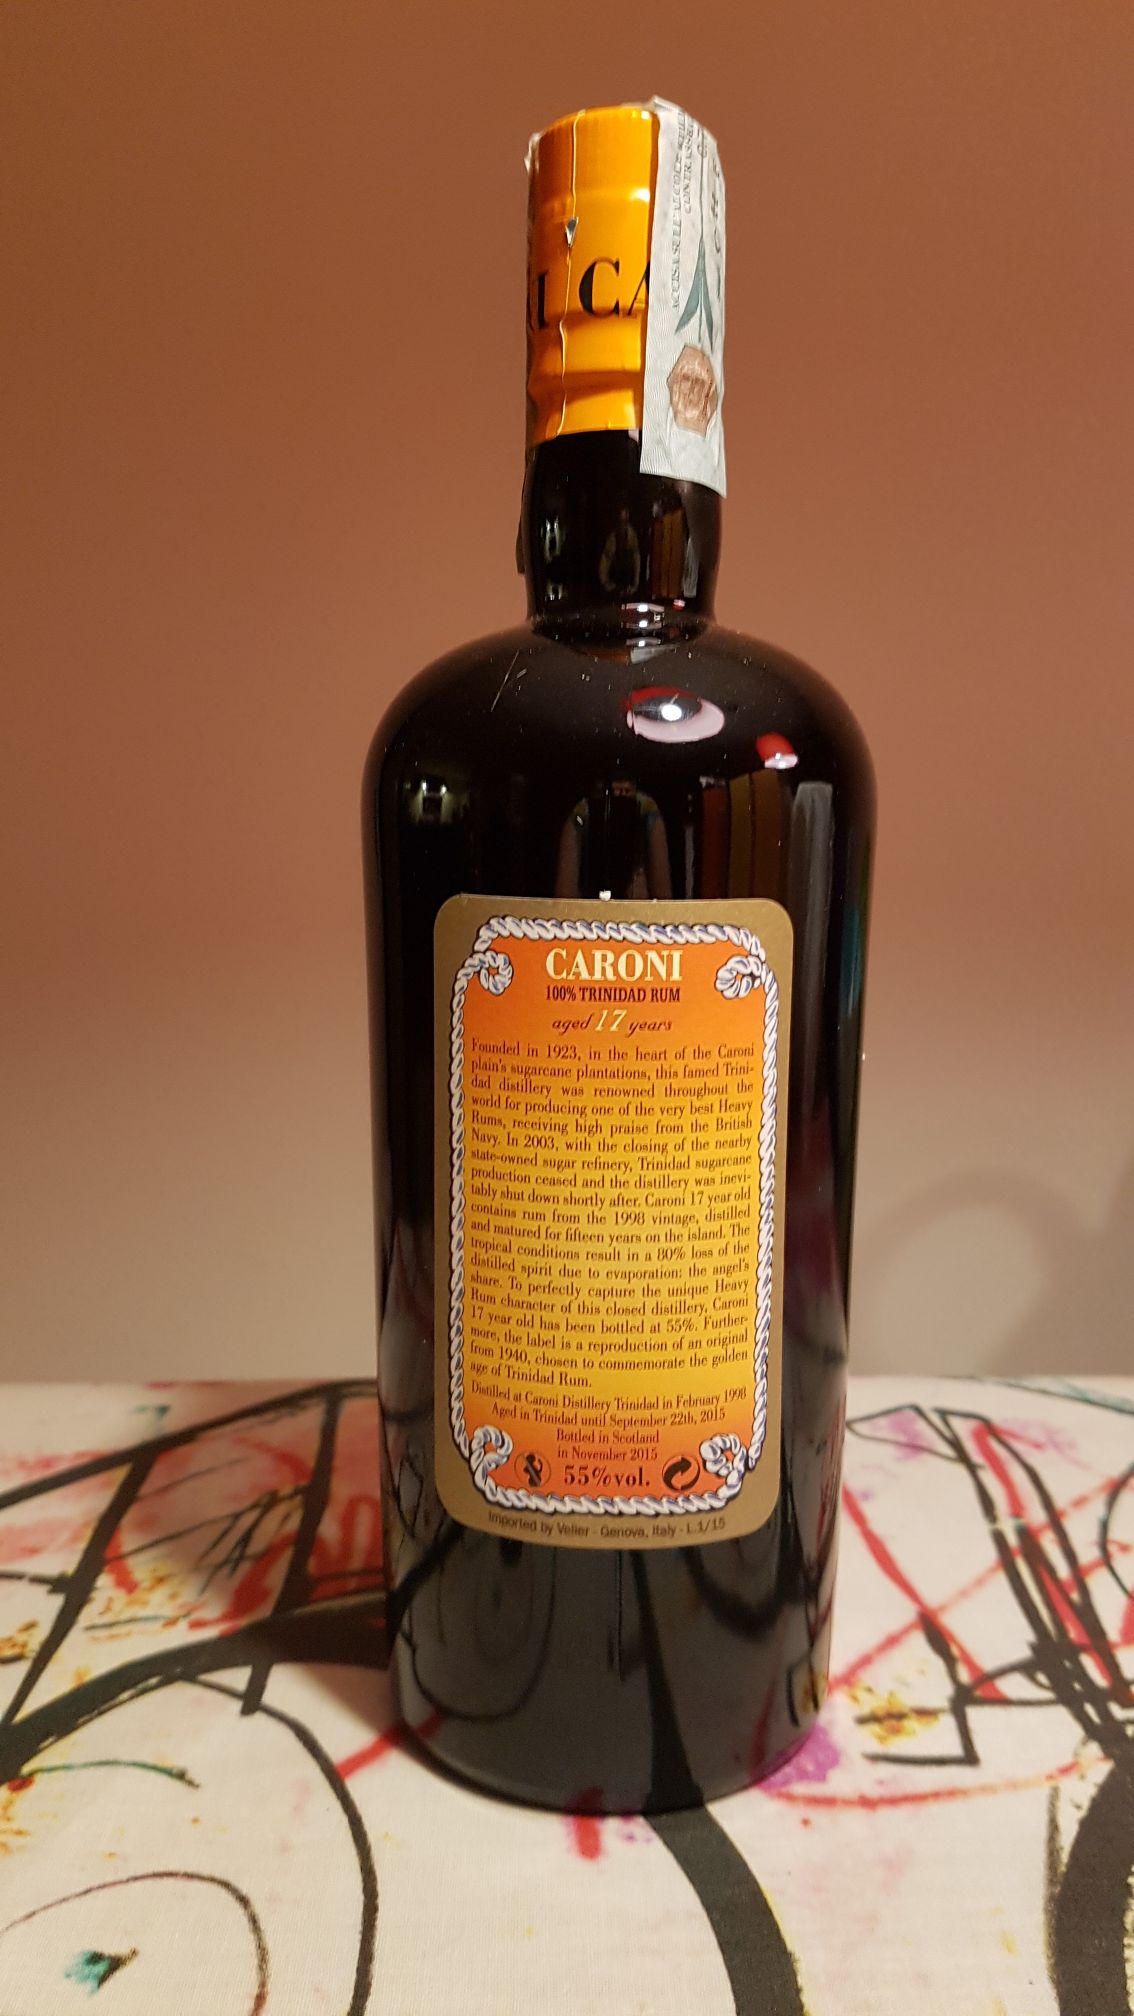 ACCISA SULL'ALCOLE
CONTRASSE
NI CA
CARONI
100% TRINIDAD RUM
aged 17 years
Founded in 1923, in the heart of the Caroni
plain's sugarcane plantations, this famed Trini-
dad distillery was renowned throughout the
world for producing one of the very best Heavy
Rums, receiving high praise from the British
Navy. In 2003, with the closing of the nearby
state-owned sugar refinery, Trinidad sugarcane
production ceased and the distillery was inevi-
tably shut down shortly after. Caroni 17 year old
contains rum from the 1998 vintage, distilled
and matured for fifteen years on the island. The
tropical conditions result in a 80% loss of the
distilled spirit due to evaporation: the angel's
share. To perfectly capture the unique Heavy
Rum character of this closed distillery, Caroni
17 year old has been bottled at 55%. Further-
more, the label is a reproduction of an original
from 1940, chosen to commemorate the golden
age of Trinidad Rum.
Distilled at Caroni Distillery Trinidad in February 1998
Aged in Trinidad until September 22th, 2015
Bottled in Scotland
in November 2015
55%vol.
Imported by Velier - Genova, Italy - L.1/15